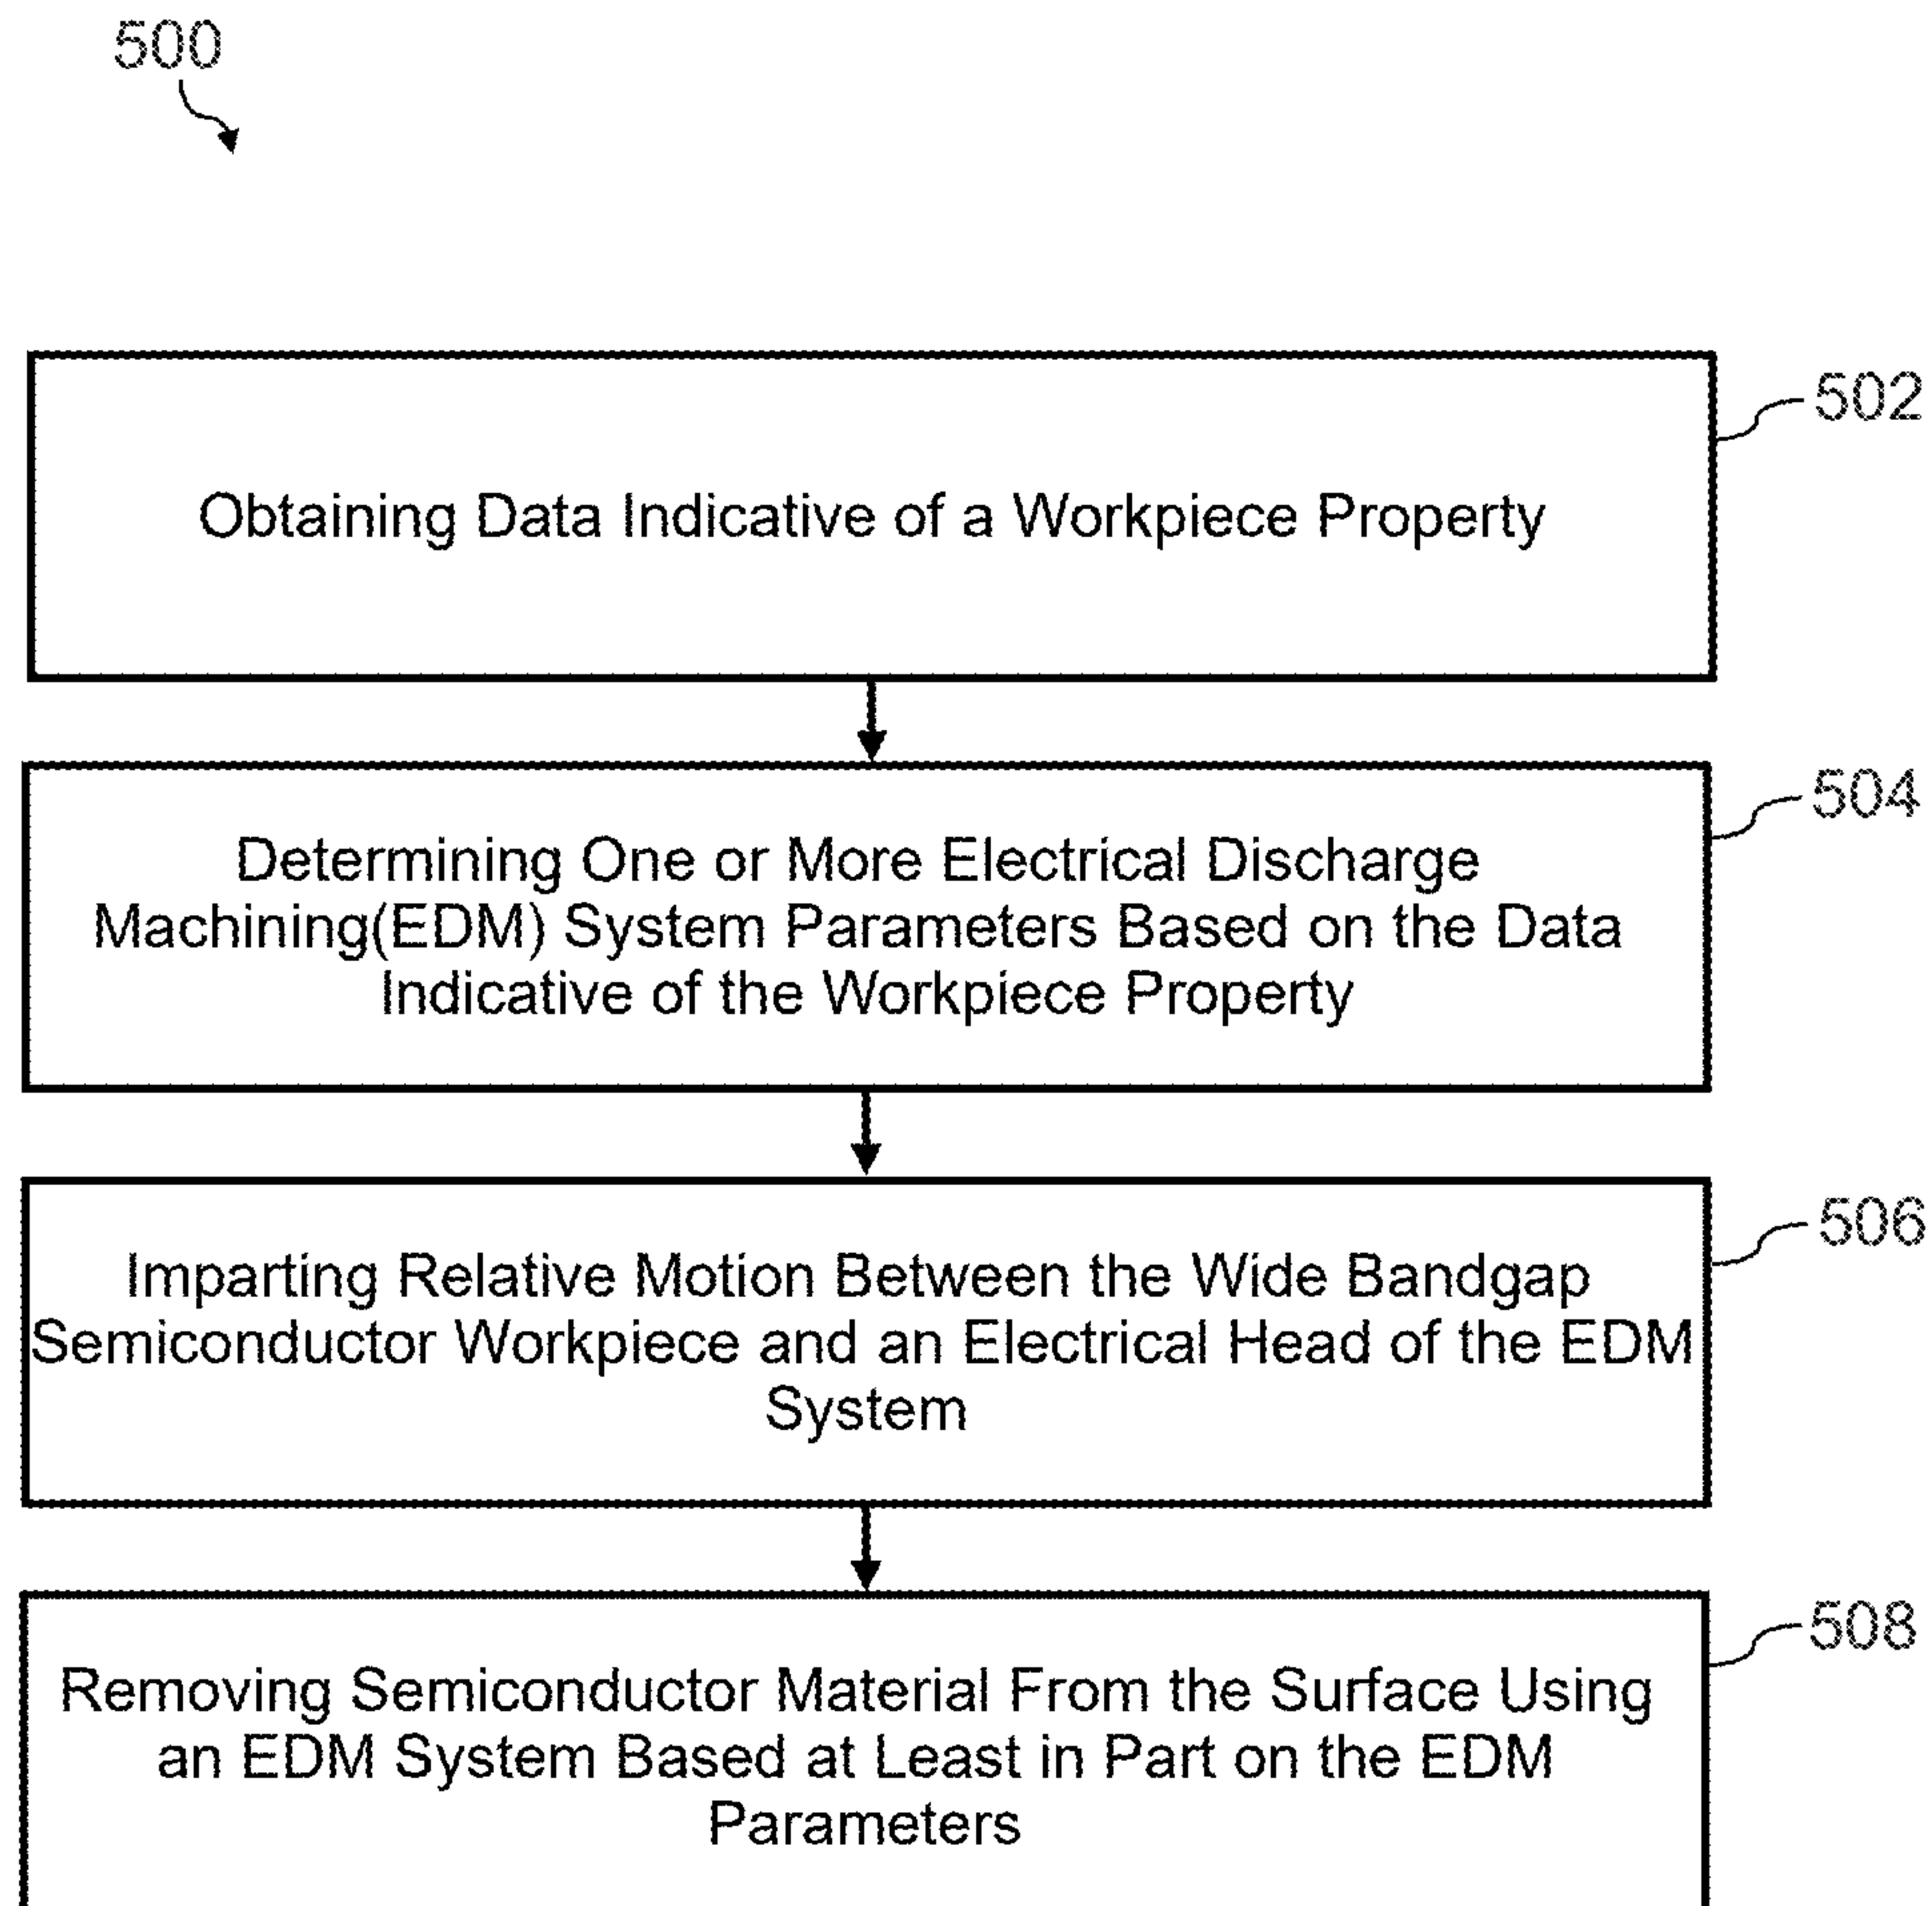 500
502
Obtaining Data Indicative of a Workpiece Property
504
Determining One or More Electrical Discharge
Machining(EDM) System Parameters Based on the Data
Indicative of the Workpiece Property
506
Imparting Relative Motion Between the Wide Bandgap
Semiconductor Workpiece and an Electrical Head of the EDM
System
508
Removing Semiconductor Material From the Surface Using
an EDM System Based at Least in Part on the EDM
Parameters